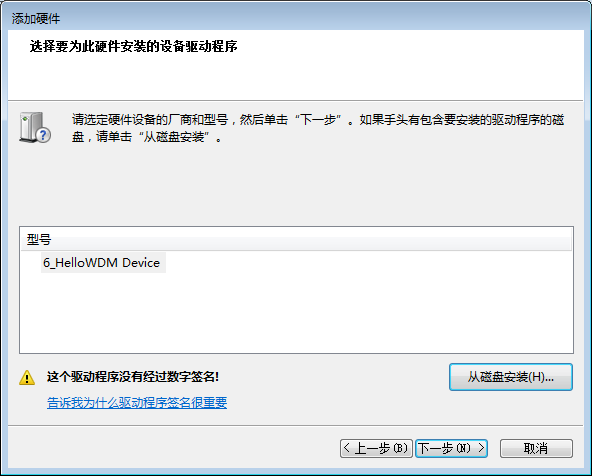 添加硬件
选择要为此硬件安装的设备驱动程序
请选定硬件设备的厂商和型号，然后单击“下一步”。如果手头有包含要安装的驱动程序的磁
盘，请单击“从磁盘安装”。
型号
6_HelloWDM Device
这个驱动程序没有经过数字签名!
从磁盘安装(H)...
告诉我为什么驱动程序签名很重要
< 上一步(B) 下一步(N) > 取消